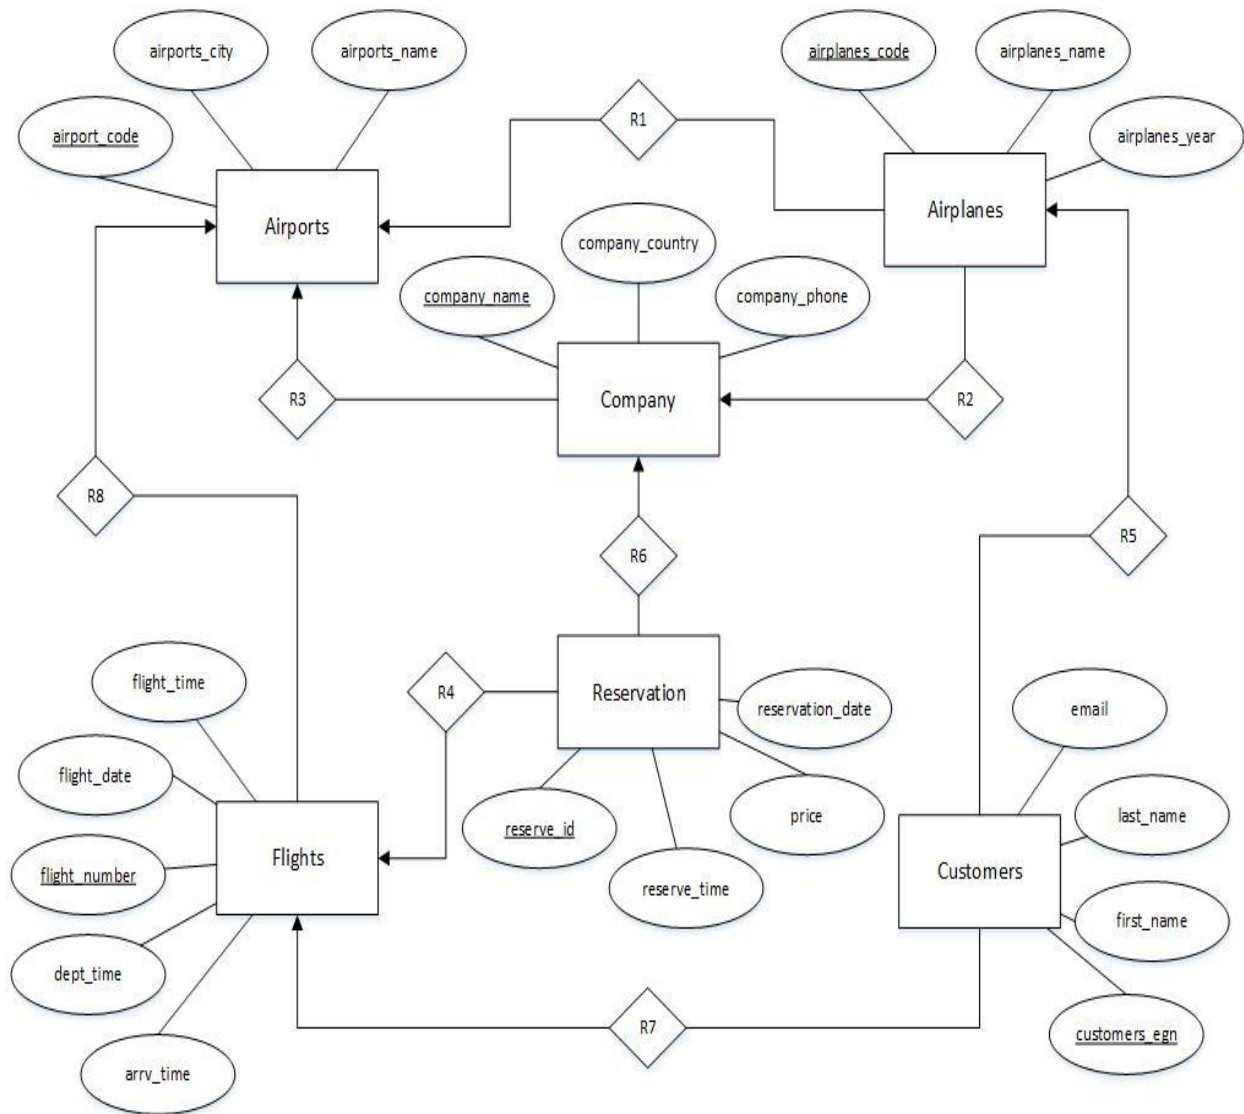 airports_city
airports_name
airplanes_code
airplanes_name
airport_code
R1
airplanes_year
Airports
Airplanes
company_country
company_name
company_phone
R3
Company
R2
R8
R5
R6
flight_time
R4
Reservation
reservation_date
email
flight_date
price
last_name
reserve_id
Flights
flight_number
Customers
reserve_time
first_name
dept_time
R7
customers_egn
arrv_time